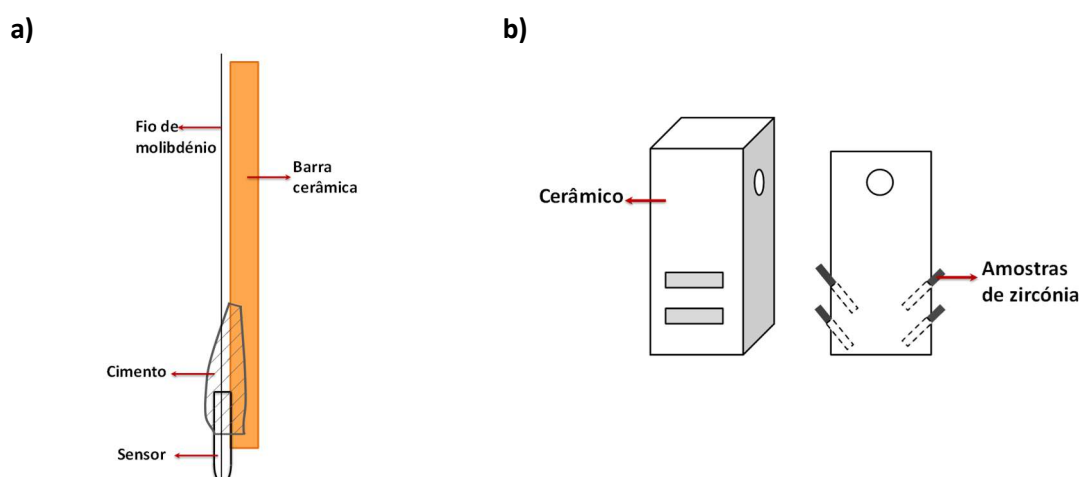 a)
b)
Fio de
molibdénio
Barra
cerâmica
Cimento
Sensor
Cerâmico
Amostras
de zircónia